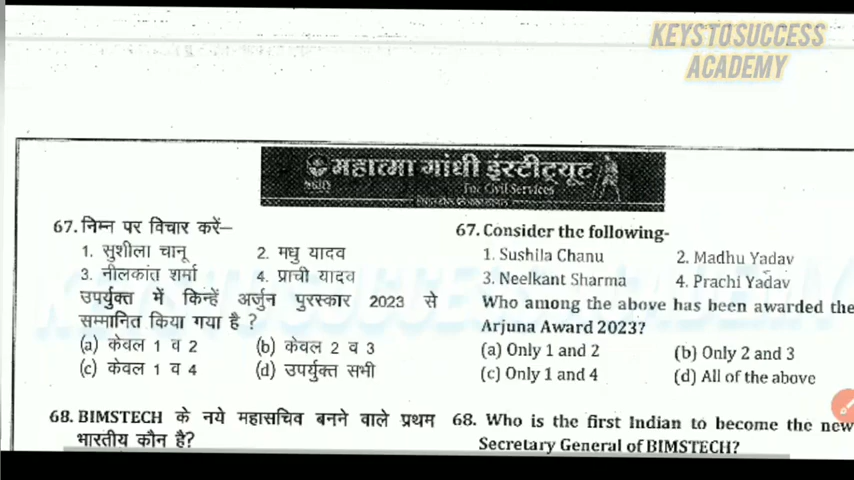 KEYSTOSUCCESS
ACADEMY
महात्मा गांधी इंस्टीट्यूट
For Civil Services
67. निम्न पर विचार करें–
1. सुशीला चानू 2. मधु यादव
3. नीलकांत शर्मा 4. प्राची यादव
उपर्युक्त में किन्हें अर्जुन पुरस्कार 2023 से
सम्मानित किया गया है ?
(a) केवल 1 व 2 (b) केवल 2 व 3
(c) केवल 1 व 4 (d) उपर्युक्त सभी
68. BIMSTECH के नये महासचिव बनने वाले प्रथम
भारतीय कौन है?
67. Consider the following-
1. Sushila Chanu 2. Madhu Yadav
3. Neelkant Sharma 4. Prachi Yadav
Who among the above has been awarded the
Arjuna Award 2023?
(a) Only 1 and 2 (b) Only 2 and 3
(c) Only 1 and 4 (d) All of the above
68. Who is the first Indian to become the new
Secretary General of BIMSTECH?